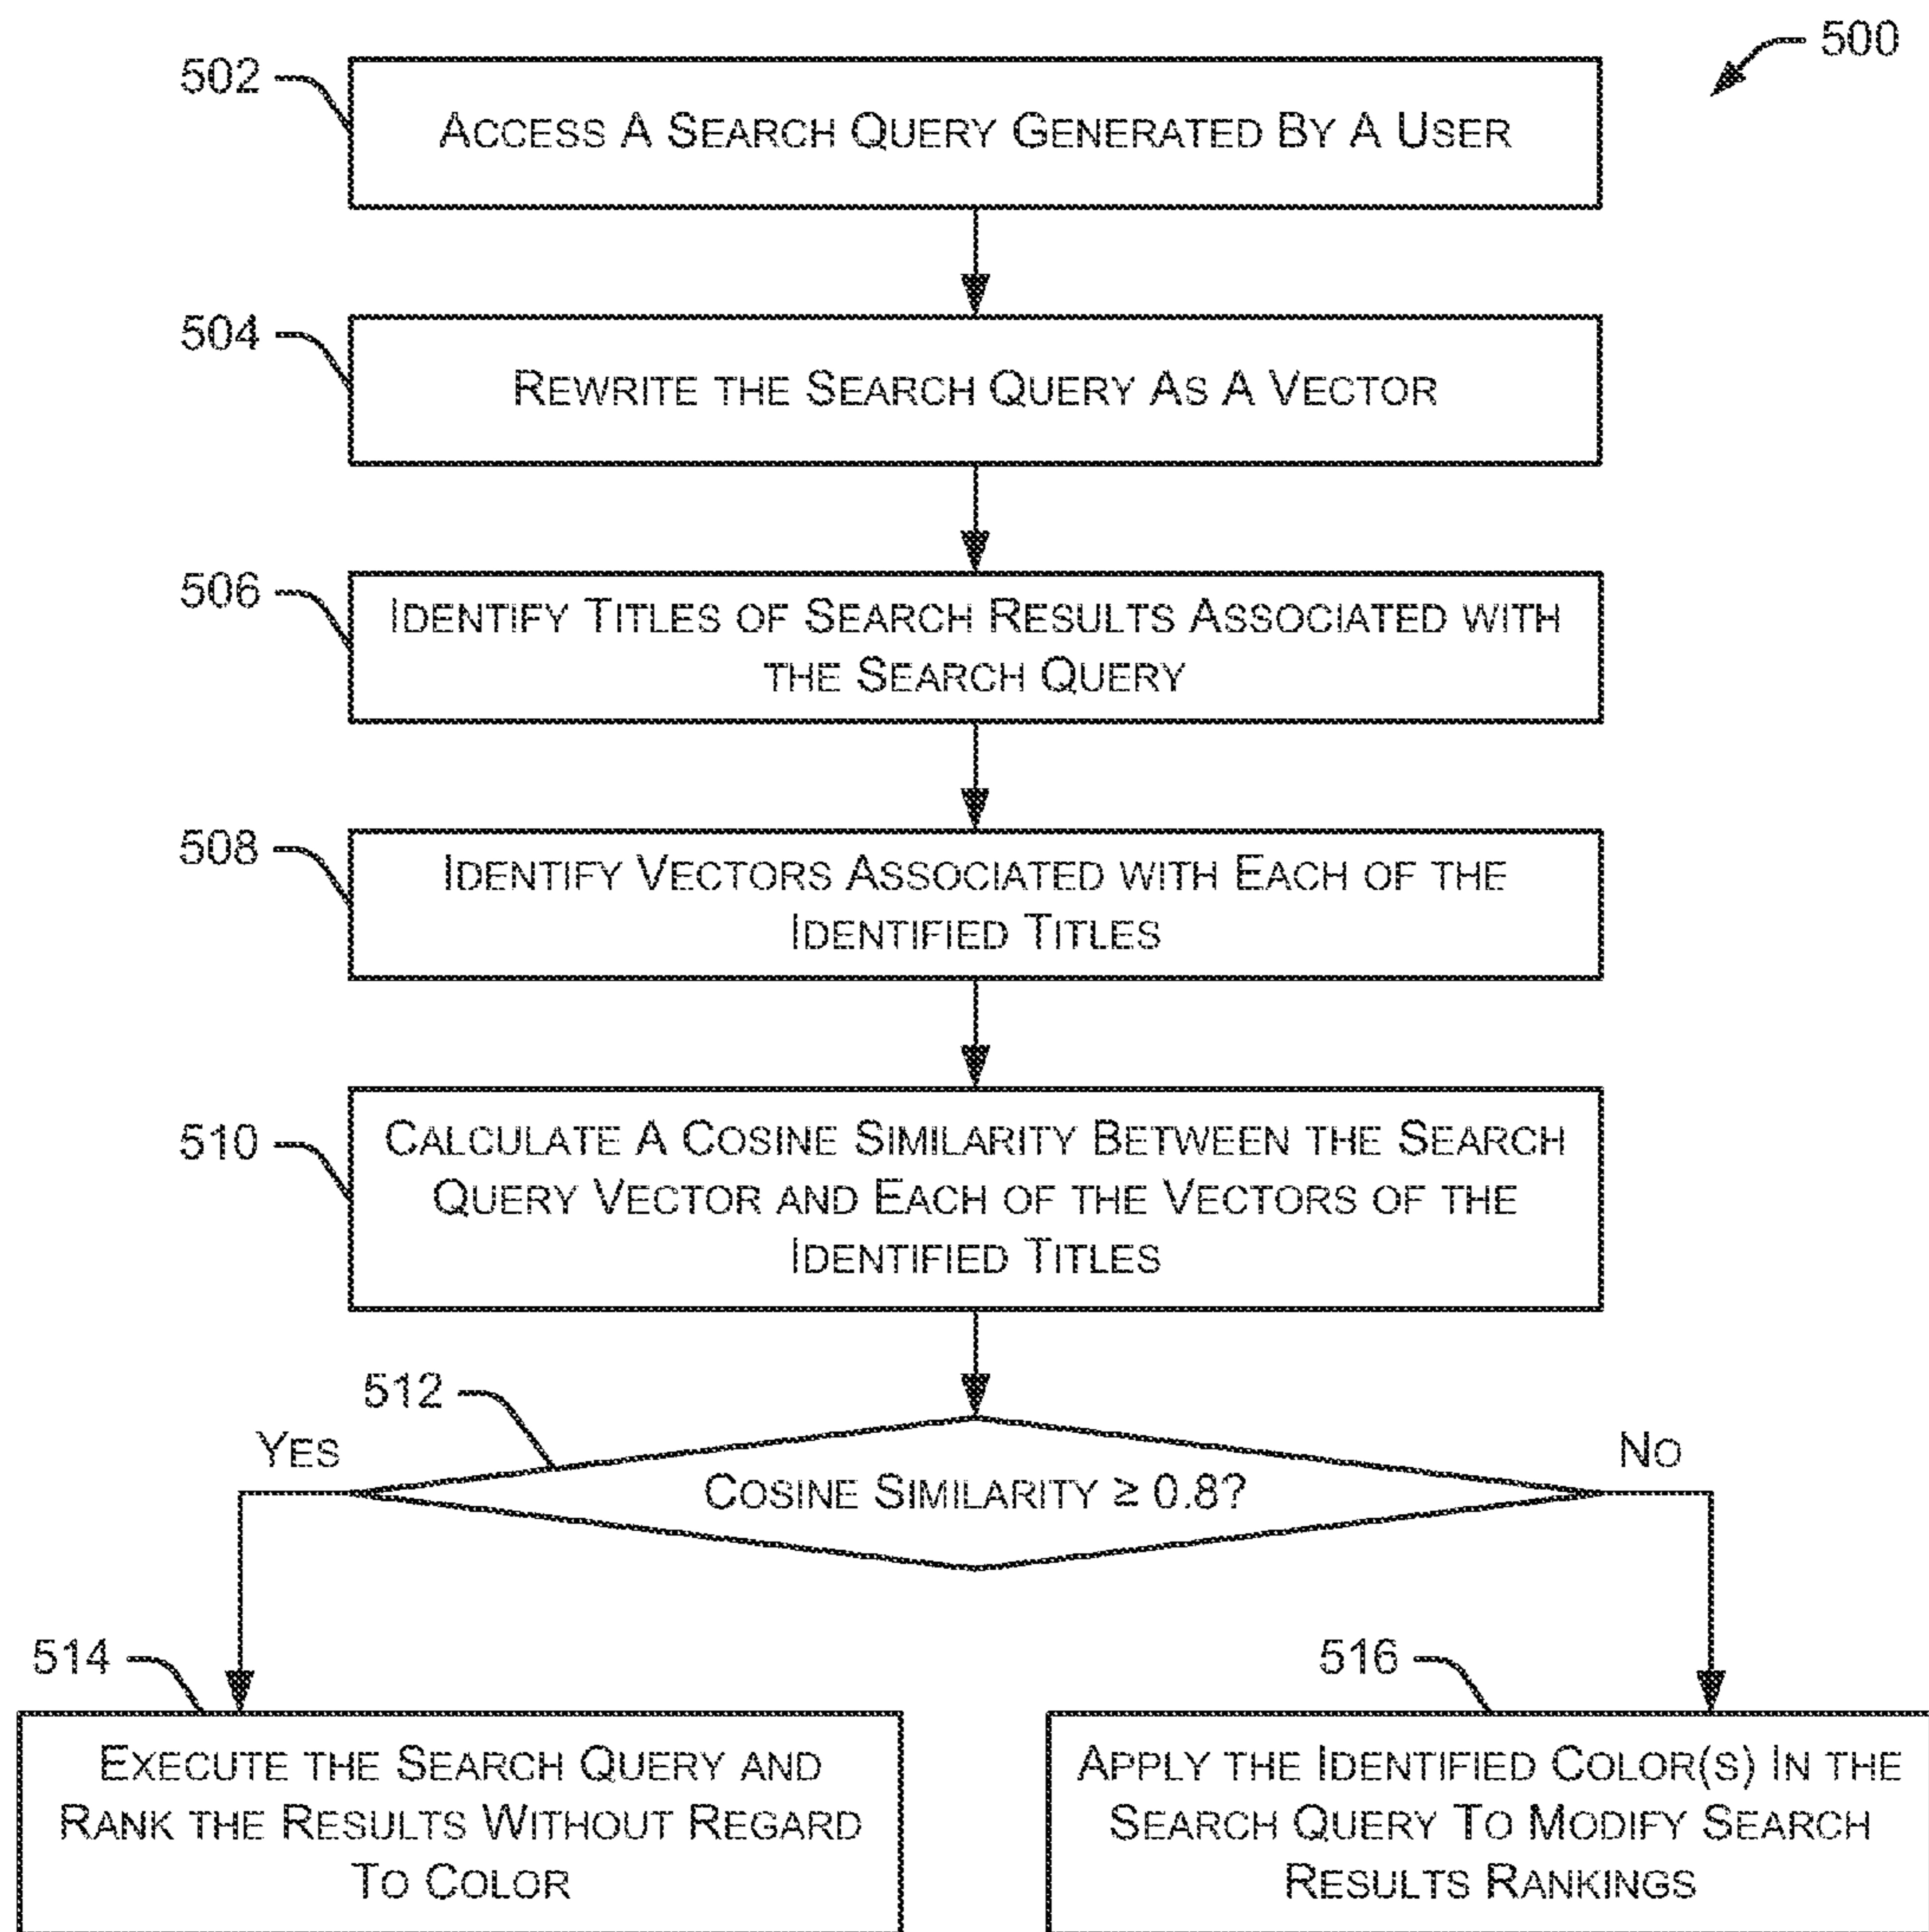 500
502
ACCESS A SEARCH QUERY GENERATED BY A USER
504
REWRITE THE SEARCH QUERY AS A VECTOR
506
IDENTIFY TITLES OF SEARCH RESULTS ASSOCIATED WITH
THE SEARCH QUERY
508
IDENTIFY VECTORS ASSOCIATED WITH EACH OF THE
IDENTIFIED TITLES
510
CALCULATE A COSINE SIMILARITY BETWEEN THE SEARCH
QUERY VECTOR AND EACH OF THE VECTORS OF THE
IDENTIFIED TITLES
512
YES
NO
COSINE SIMILARITY ≥ 0.8?
514
EXECUTE THE SEARCH QUERY AND
RANK THE RESULTS WITHOUT REGARD
TO COLOR
516
APPLY THE IDENTIFIED COLOR(S) IN THE
SEARCH QUERY TO MODIFY SEARCH
RESULTS RANKINGS